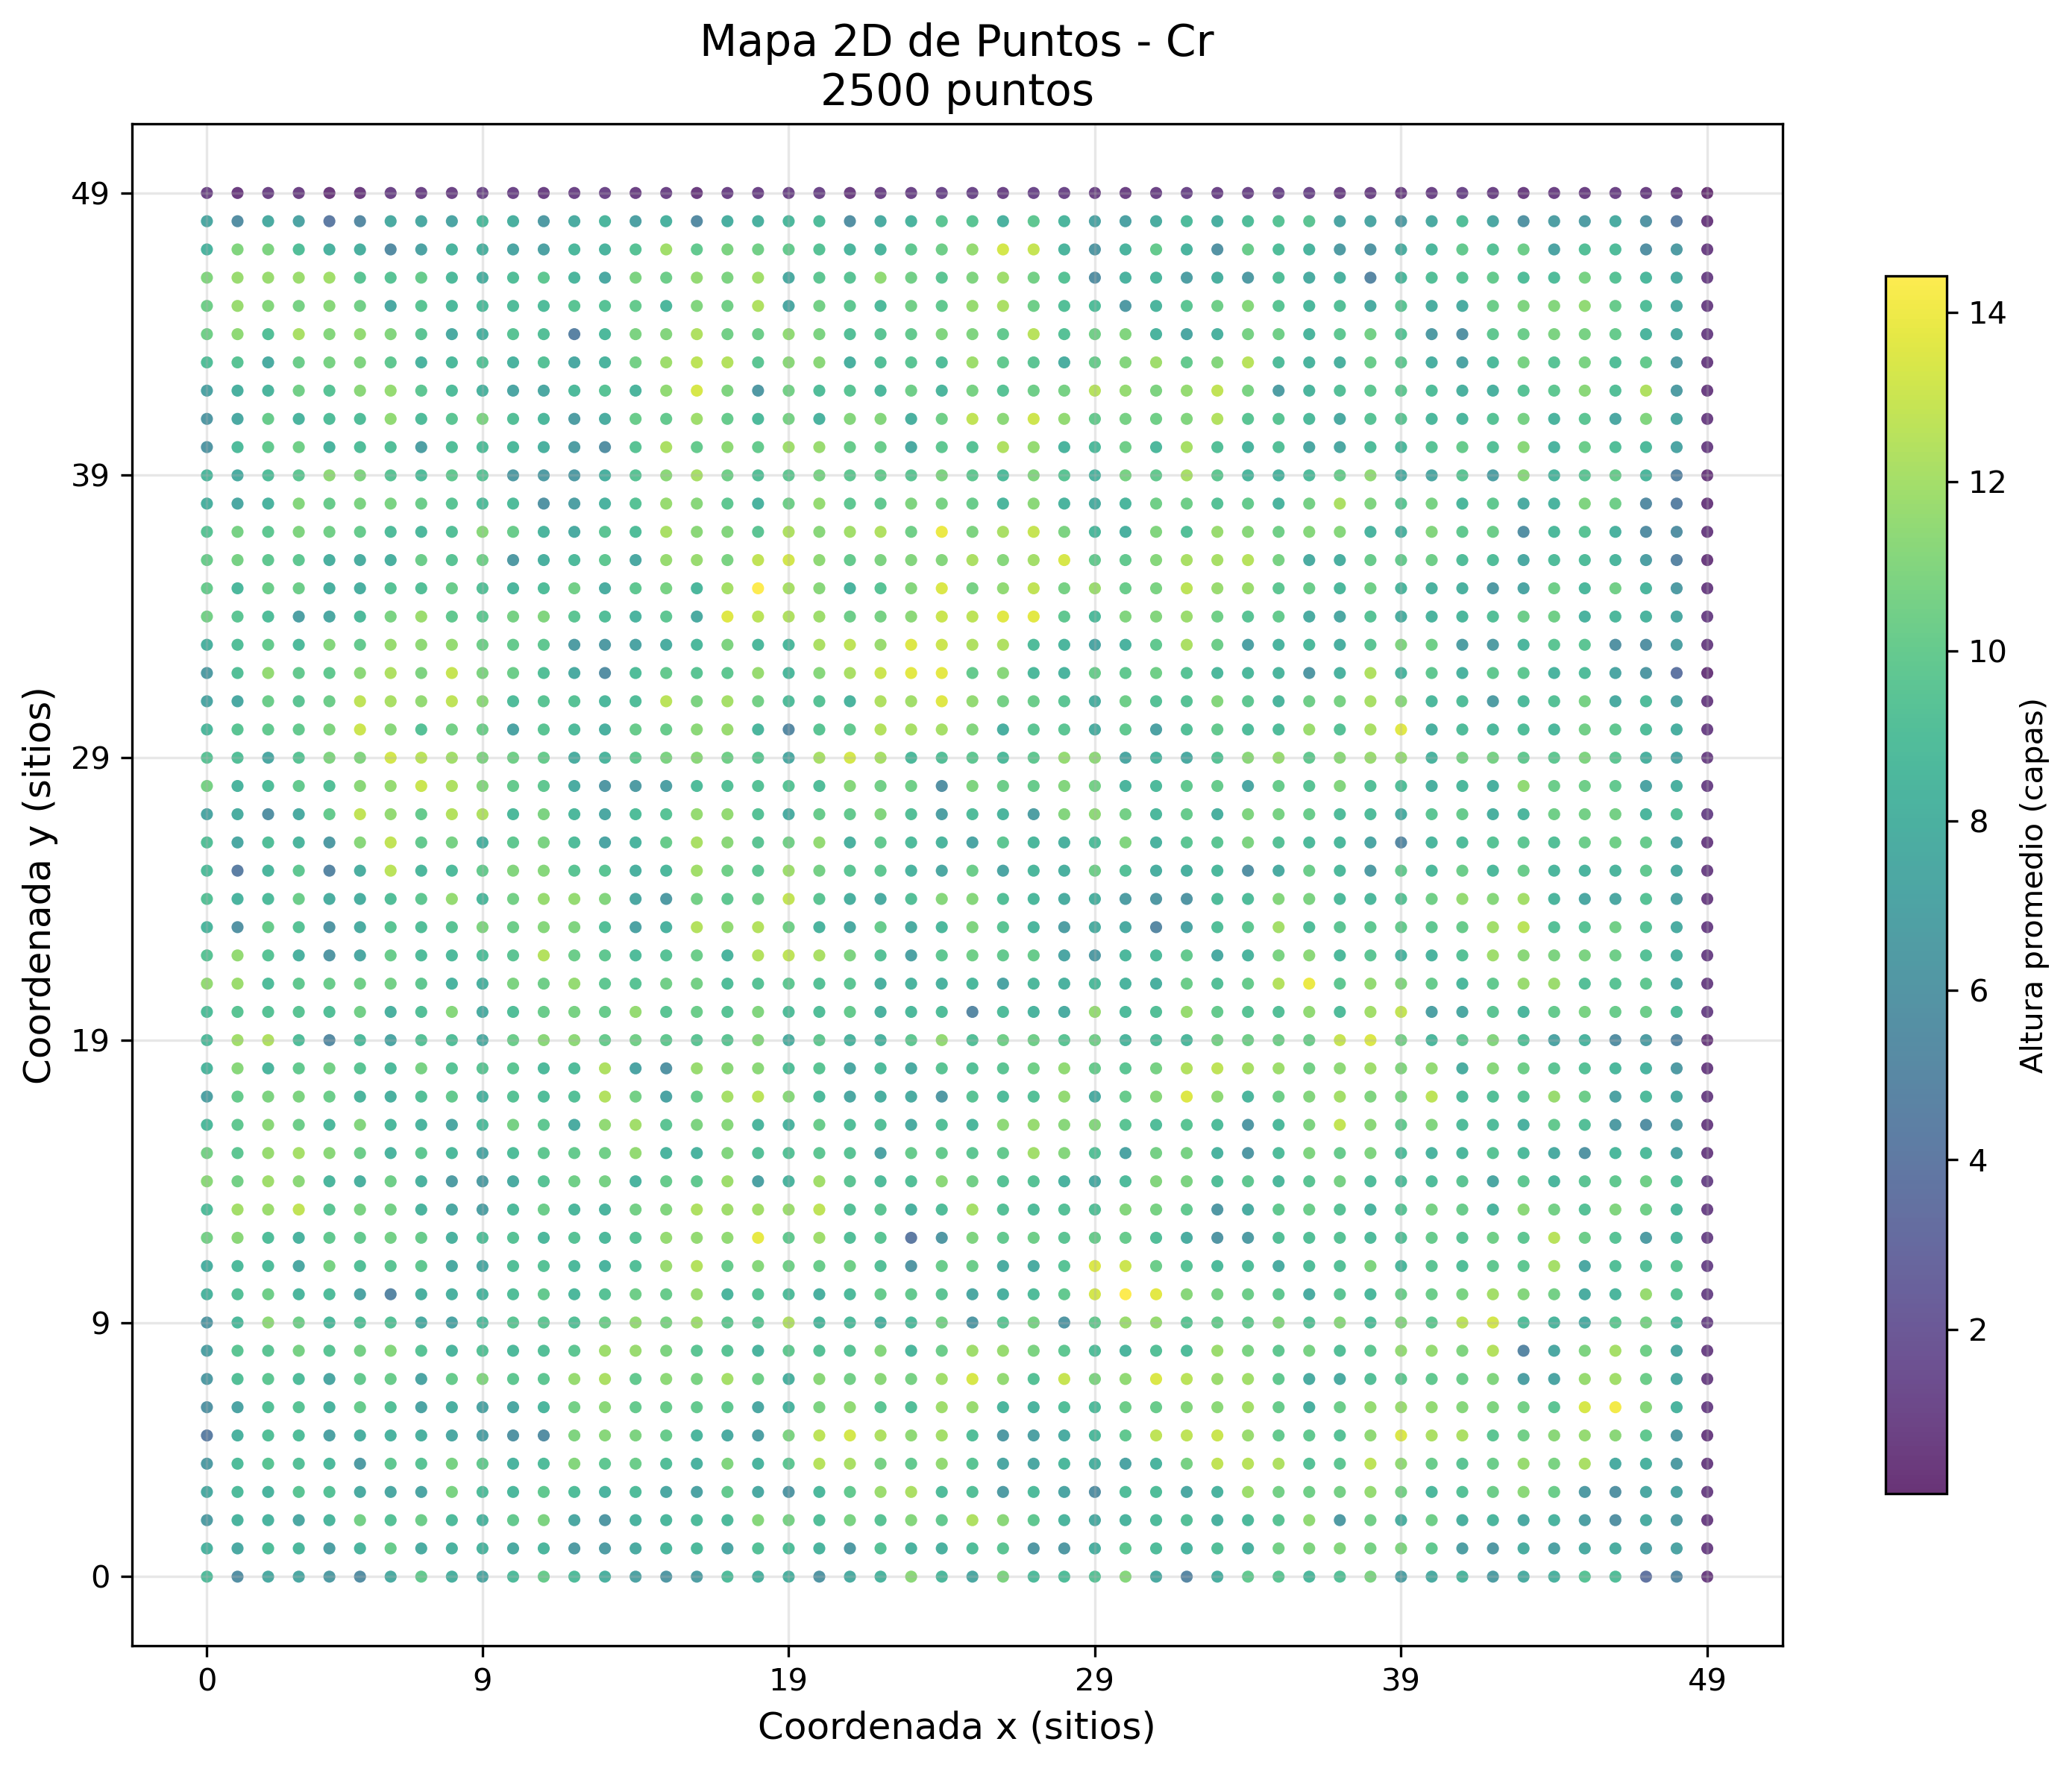 Mapa 2D de Puntos - Cr
2500 puntos
49
39
29
19
9
0
Coordenada y (sitios)
0 9 19 29 39 49
Coordenada x (sitios)
14
12
10
8
6
4
2
Altura promedio (capas)